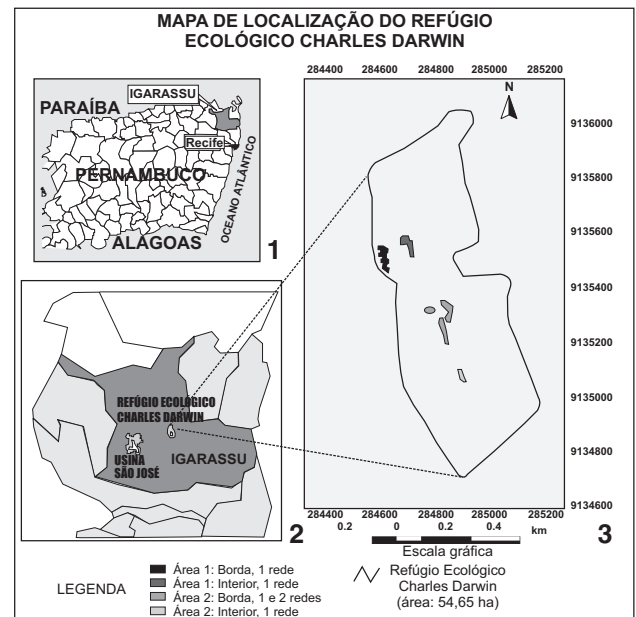 MAPA DE LOCALIZAÇÃO DO REFÚGIO
ECOLÓGICO CHARLES DARWIN
IGARASSU
PARAÍBA
Recife
PERNAMBUCO
OCEANO ATLÂNTICO
ALAGOAS
1
284400 284600 284800 285000 285200
N
9136000
9135800
9135600
9135400
9135200
9135000
9134800
9134600
284400 284600 284800 285000 285200
0.2 0 0.2 0.4
km
Escala gráfica
3
REFÚGIO ECOLÓGICO
CHARLES DARWIN
USINA
SÃO JOSÉ
IGARASSU
2
LEGENDA
Área 1: Borda, 1 rede
Área 1: Interior, 1 rede
Área 2: Borda, 1 e 2 redes
Área 2: Interior, 1 rede
Refúgio Ecológico
Charles Darwin
(área: 54,65 ha)